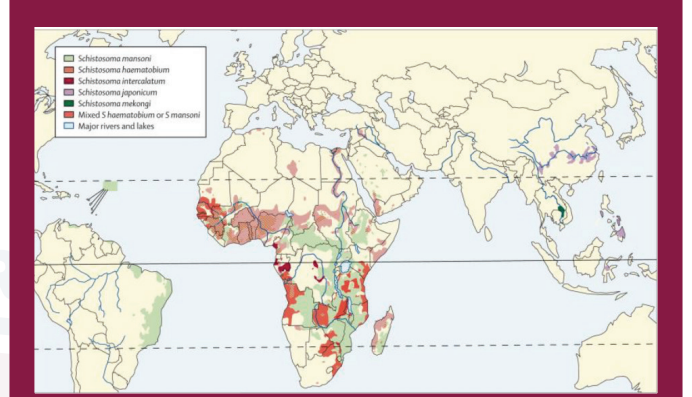 Schistosoma mansoni
Schistosoma haematobium
Schistosoma intercalatum
Schistosoma japonicum
Schistosoma mekongi
Mixed S haematobium or S mansoni
Major rivers and lakes